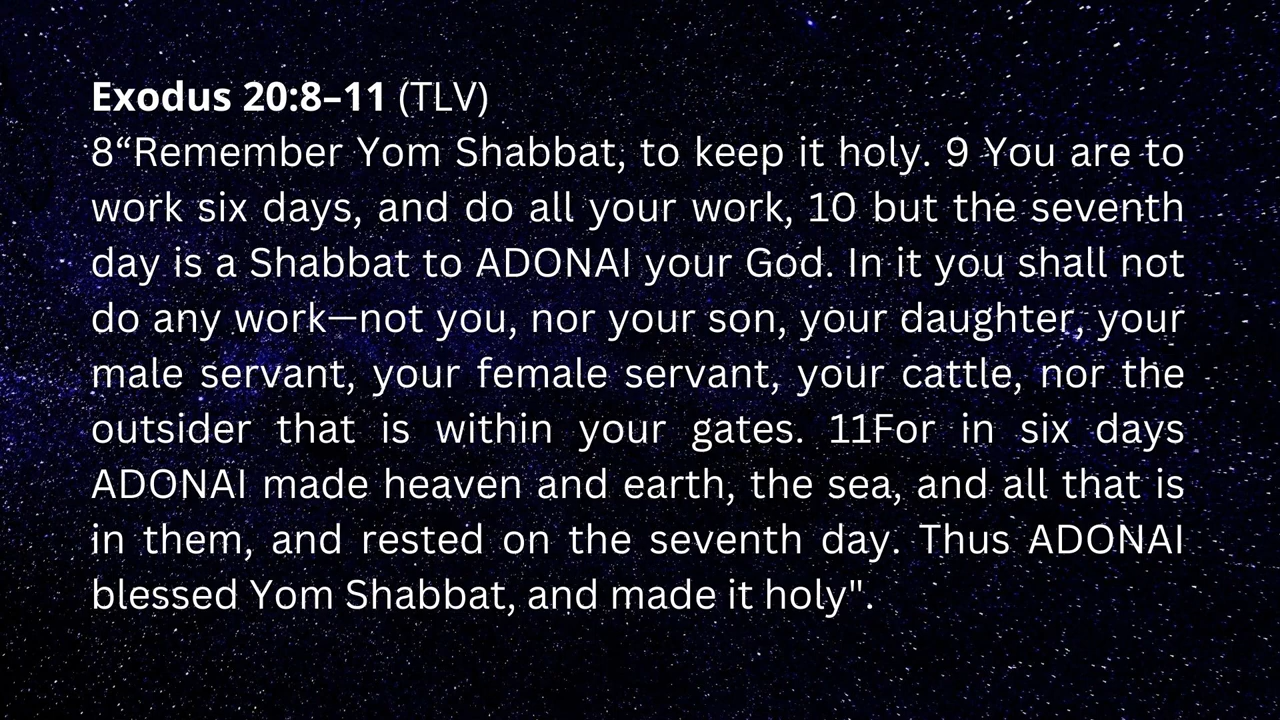 Exodus 20:8–11 (TLV)
8“Remember Yom Shabbat, to keep it holy. 9 You are to
work six days, and do all your work, 10 but the seventh
day is a Shabbat to ADONAI your God. In it you shall not
do any work—not you, nor your son, your daughter, your
male servant, your female servant, your cattle, nor the
outsider that is within your gates. 11For in six days
ADONAI made heaven and earth, the sea, and all that is
in them, and rested on the seventh day. Thus ADONAI
blessed Yom Shabbat, and made it holy".